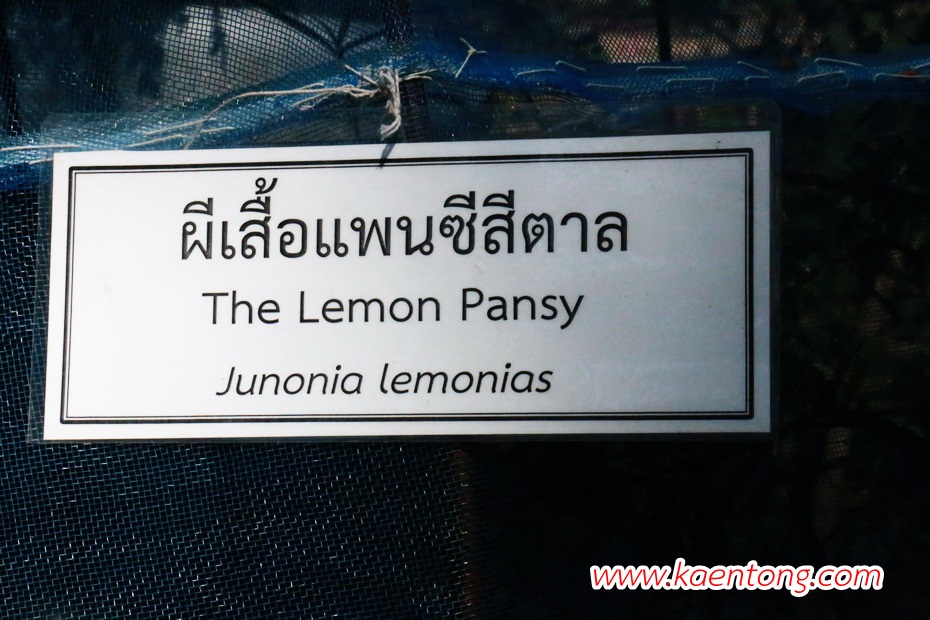 ผีเสื้อแพนซีสีตาล
The Lemon Pansy
Junonia lemonias
www.kaentong.com